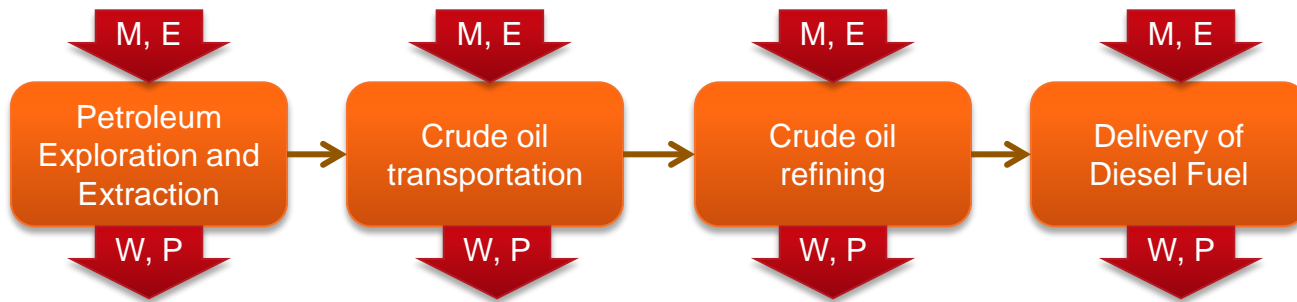 M, E
M, E
M, E
M, E
Petroleum
Exploration and
Extraction
Crude oil
transportation
Crude oil
refining
Delivery of
Diesel Fuel
W, P
W, P
W, P
W, P